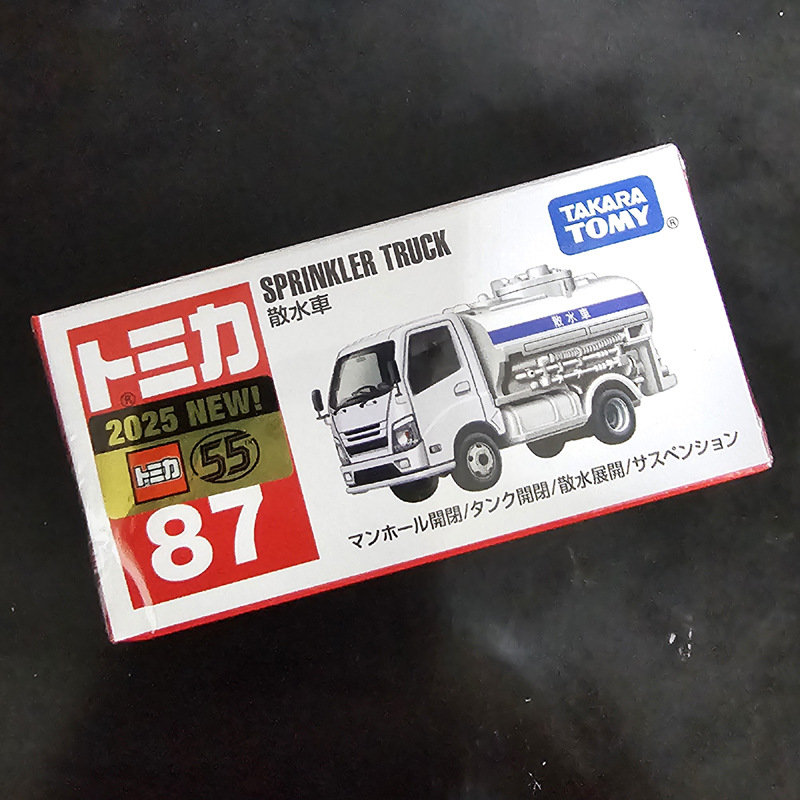 TAKARA
TOMY
®
SPRINKLER TRUCK
散水車
トミカ
®
2025 NEW!
トミカ
55
87
散水車
マンホール開閉/タンク開閉/散水展開/サスペンション